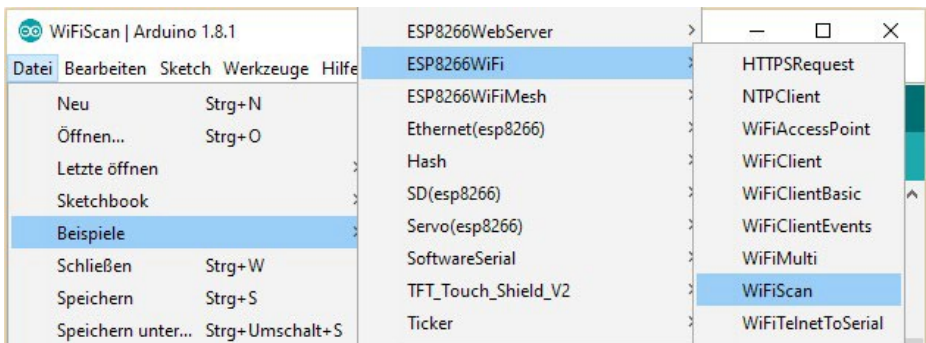 WiFiScan | Arduino 1.8.1
Datei Bearbeiten Sketch Werkzeuge Hilfe
Neu Strg+N
Öffnen... Strg+O
Letzte öffnen
Sketchbook
Beispiele
Schließen Strg+W
Speichern Strg+S
Speichern unter... Strg+Umschalt+S
ESP8266WebServer
ESP8266WiFi
ESP8266WiFiMesh
Ethernet(esp8266)
Hash
SD(esp8266)
Servo(esp8266)
SoftwareSerial
TFT_Touch_Shield_V2
Ticker
HTTPSRequest
NTPClient
WiFiAccessPoint
WiFiClient
WiFiClientBasic
WiFiClientEvents
WiFiMulti
WiFiScan
WiFiTelnetToSerial